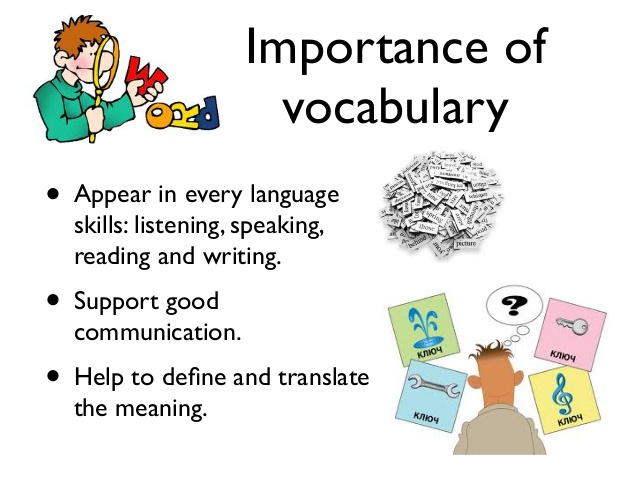 WORD
Importance of
vocabulary
• Appear in every language
skills: listening, speaking,
reading and writing.
• Support good
communication.
• Help to define and translate
the meaning.
picture
?
ключ
ключ
ключ
ключ